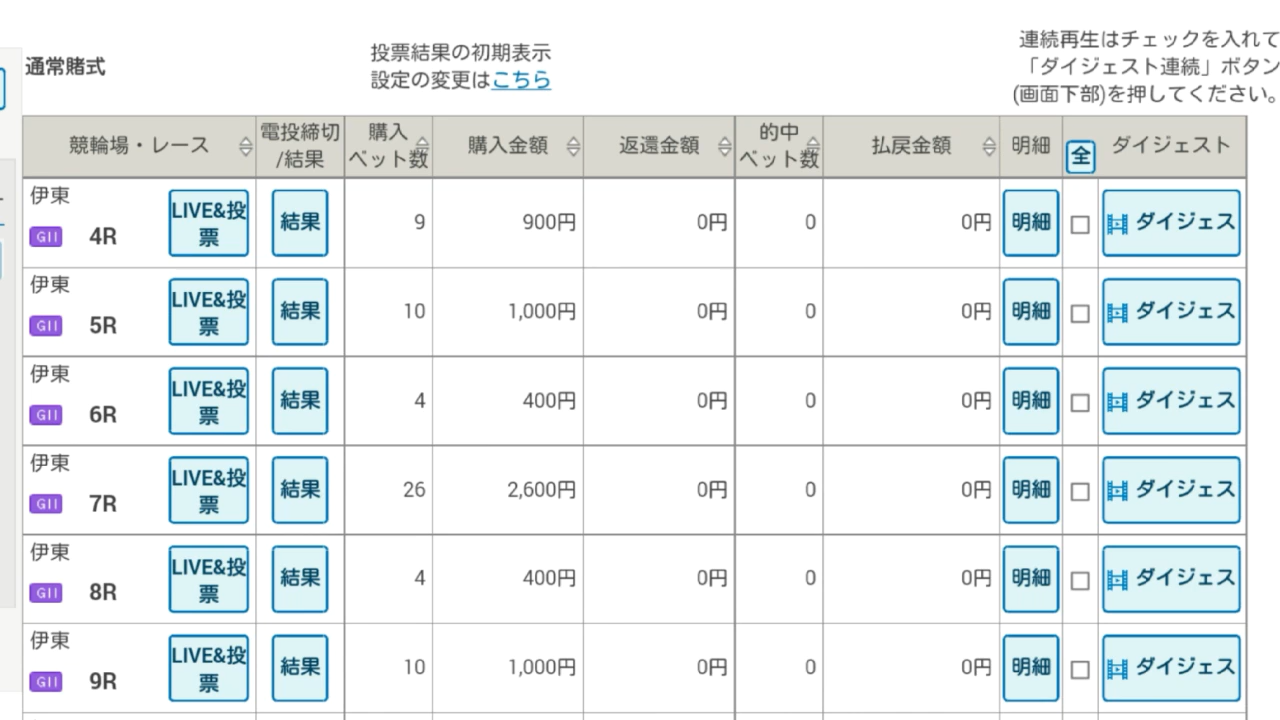 通常賭式
投票結果の初期表示
設定の変更はこちら
連続再生はチェックを入れて
「ダイジェスト連続」ボタン
(画面下部)を押してください。
競輪場・レース 電投締切/結果 購入ベット数 購入金額 返還金額 的中ベット数 払戻金額 明細 全 ダイジェスト
伊東
GII 4R LIVE&投票 結果 9 900円 0円 0 0円 明細 ダイジェス
伊東
GII 5R LIVE&投票 結果 10 1,000円 0円 0 0円 明細 ダイジェス
伊東
GII 6R LIVE&投票 結果 4 400円 0円 0 0円 明細 ダイジェス
伊東
GII 7R LIVE&投票 結果 26 2,600円 0円 0 0円 明細 ダイジェス
伊東
GII 8R LIVE&投票 結果 4 400円 0円 0 0円 明細 ダイジェス
伊東
GII 9R LIVE&投票 結果 10 1,000円 0円 0 0円 明細 ダイジェス